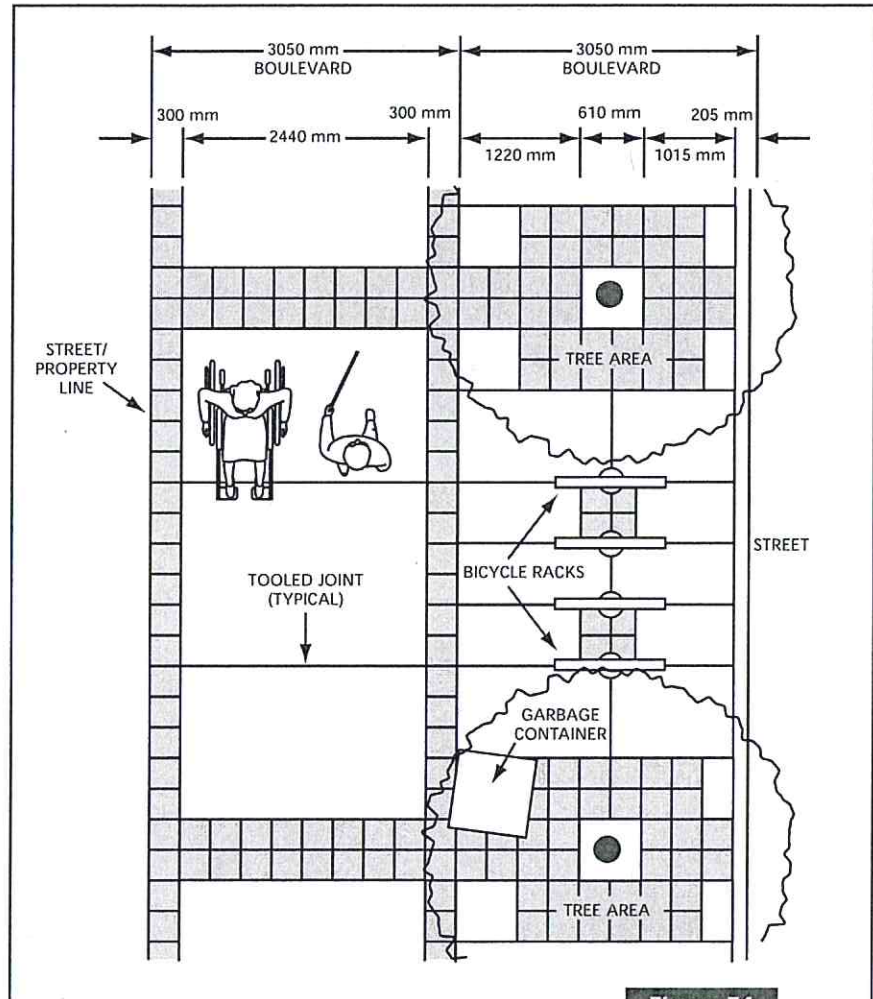 3050 mm
BOULEVARD
3050 mm
BOULEVARD
300 mm
2440 mm
300 mm
610 mm
205 mm
1220 mm
1015 mm
TREE AREA
STREET/
PROPERTY
LINE
STREET
BICYCLE RACKS
TOOLED JOINT
(TYPICAL)
GARBAGE
CONTAINER
TREE AREA